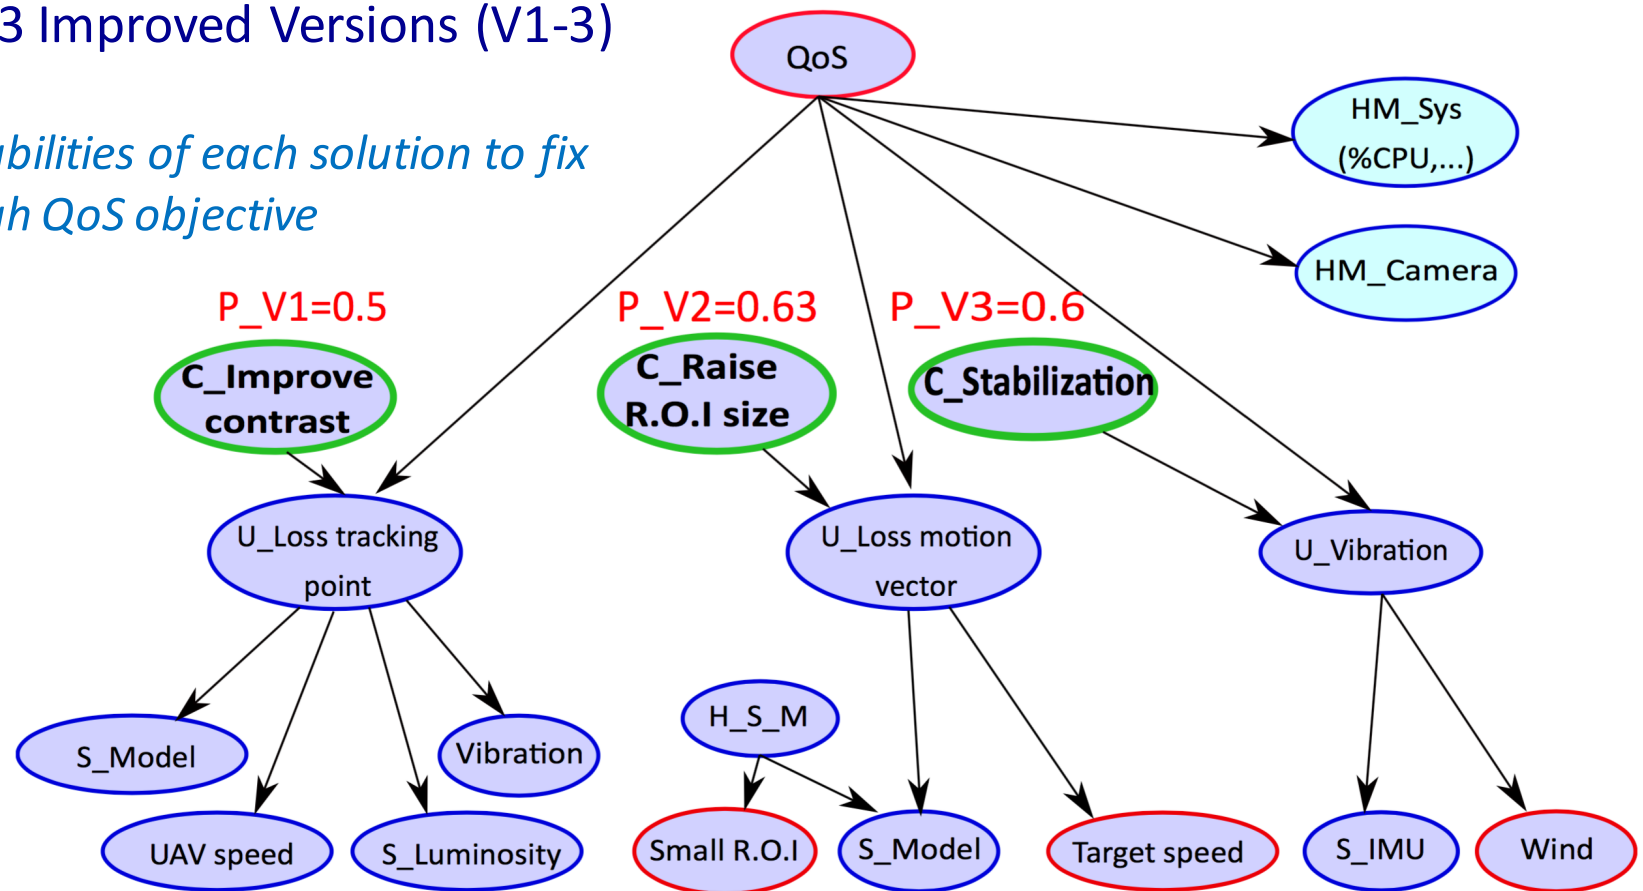 3 Improved Versions (V1-3)
QoS
HM_Sys
(%CPU,...)
of each solution to fix
QoS objective
HM_Camera
P_V1=0.5
P_V2=0.63
P_V3=0.6
C_Improve
contrast
C_Raise
R.O.I size
C_Stabilization
U_Loss tracking
point
U_Loss motion
vector
U_Vibration
S_Model
Vibration
H_S_M
UAV speed
S_Luminosity
Small R.O.I
S_Model
Target speed
S_IMU
Wind